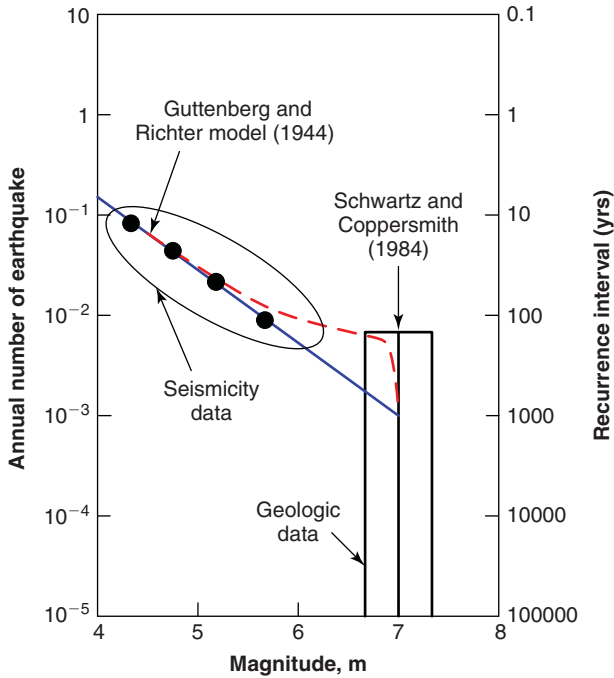 10
1
10⁻¹
10⁻²
10⁻³
10⁻⁴
10⁻⁵
Annual number of earthquake
Guttenberg and
Richter model (1944)
Schwartz and
Coppersmith
(1984)
Seismicity
data
Geologic
data
0.1
1
10
100
1000
10000
100000
Recurrence interval (yrs)
4
5
6
7
8
Magnitude, m